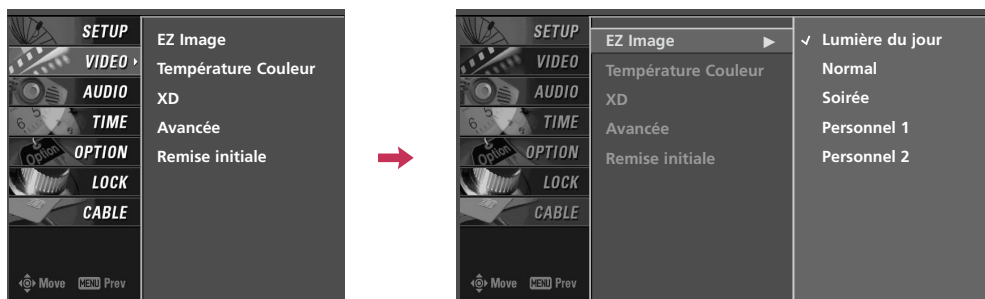 SETUP
VIDEO
AUDIO
TIME
OPTION
LOCK
CABLE
Move MENU Prev
EZ Image
Température Couleur
XD
Avancée
Remise initiale
SETUP
VIDEO
AUDIO
TIME
OPTION
LOCK
CABLE
Move MENU Prev
EZ Image
Température Couleur
XD
Avancée
Remise initiale
Lumière du jour
Normal
Soirée
Personnel 1
Personnel 2